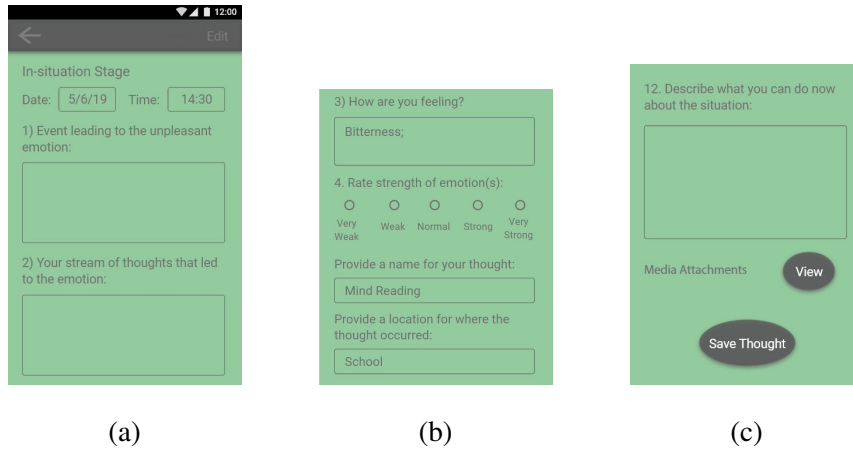 12:00
Edit
In-situation Stage
Date: 5/6/19 Time: 14:30
1) Event leading to the unpleasant
emotion:
2) Your stream of thoughts that led
to the emotion:
(a)
3) How are you feeling?
Bitterness;
4. Rate strength of emotion(s):
Very Weak Weak Normal Strong Very Strong
Provide a name for your thought:
Mind Reading
Provide a location for where the
thought occurred:
School
(b)
12. Describe what you can do now
about the situation:
Media Attachments View
Save Thought
(c)